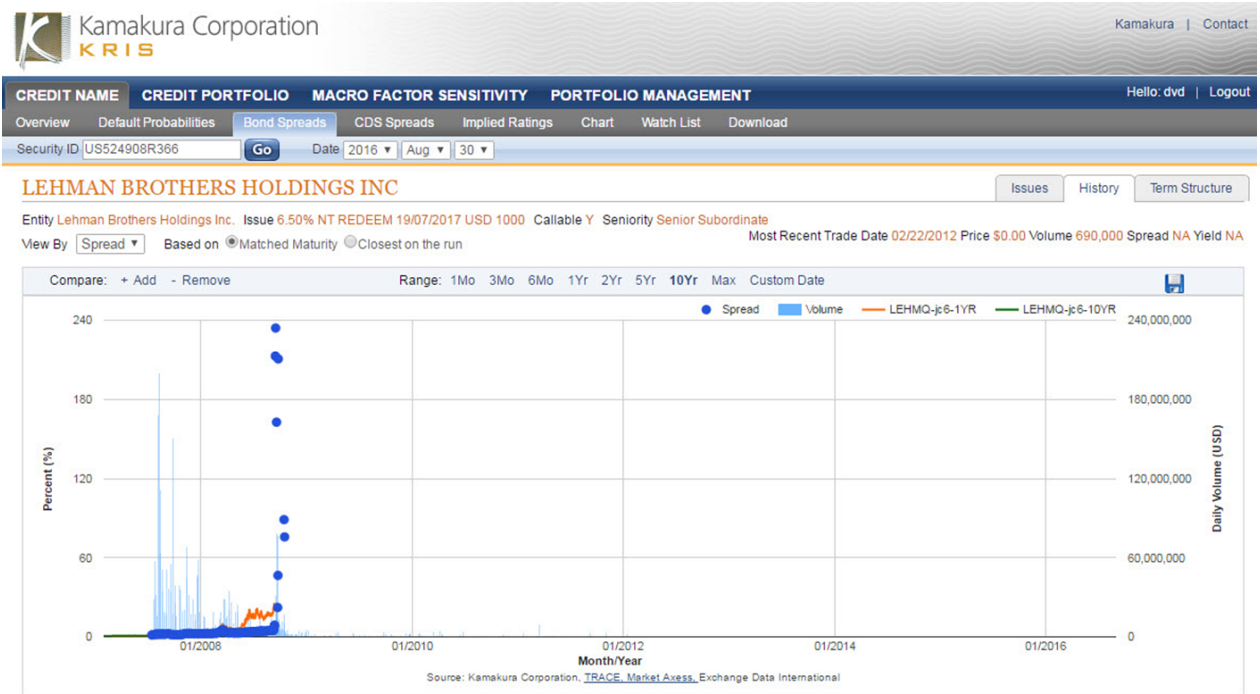 Kamakura Corporation
KRIS
Kamakura | Contact
CREDIT NAME CREDIT PORTFOLIO MACRO FACTOR SENSITIVITY PORTFOLIO MANAGEMENT
Hello: dvd | Logout
Overview Default Probabilities Bond Spreads CDS Spreads Implied Ratings Chart Watch List Download
Security ID US524908R366 Go Date 2016 Aug 30
LEHMAN BROTHERS HOLDINGS INC
Issues History Term Structure
Entity Lehman Brothers Holdings Inc. Issue 6.50% NT REDEEM 19/07/2017 USD 1000 Callable Y Seniority Senior Subordinate
Most Recent Trade Date 02/22/2012 Price $0.00 Volume 690,000 Spread NA Yield NA
View By Spread Based on Matched Maturity Closest on the run
Compare: + Add - Remove Range: 1Mo 3Mo 6Mo 1Yr 2Yr 5Yr 10Yr Max Custom Date
Spread Volume LEHMQ-jc6-1YR LEHMQ-jc6-10YR
240 240,000,000
180 180,000,000
Percent (%)
Daily Volume (USD)
120 120,000,000
60 60,000,000
0 0
01/2008 01/2010 01/2012 01/2014 01/2016
Month/Year
Source: Kamakura Corporation, TRACE, Market Axess, Exchange Data International